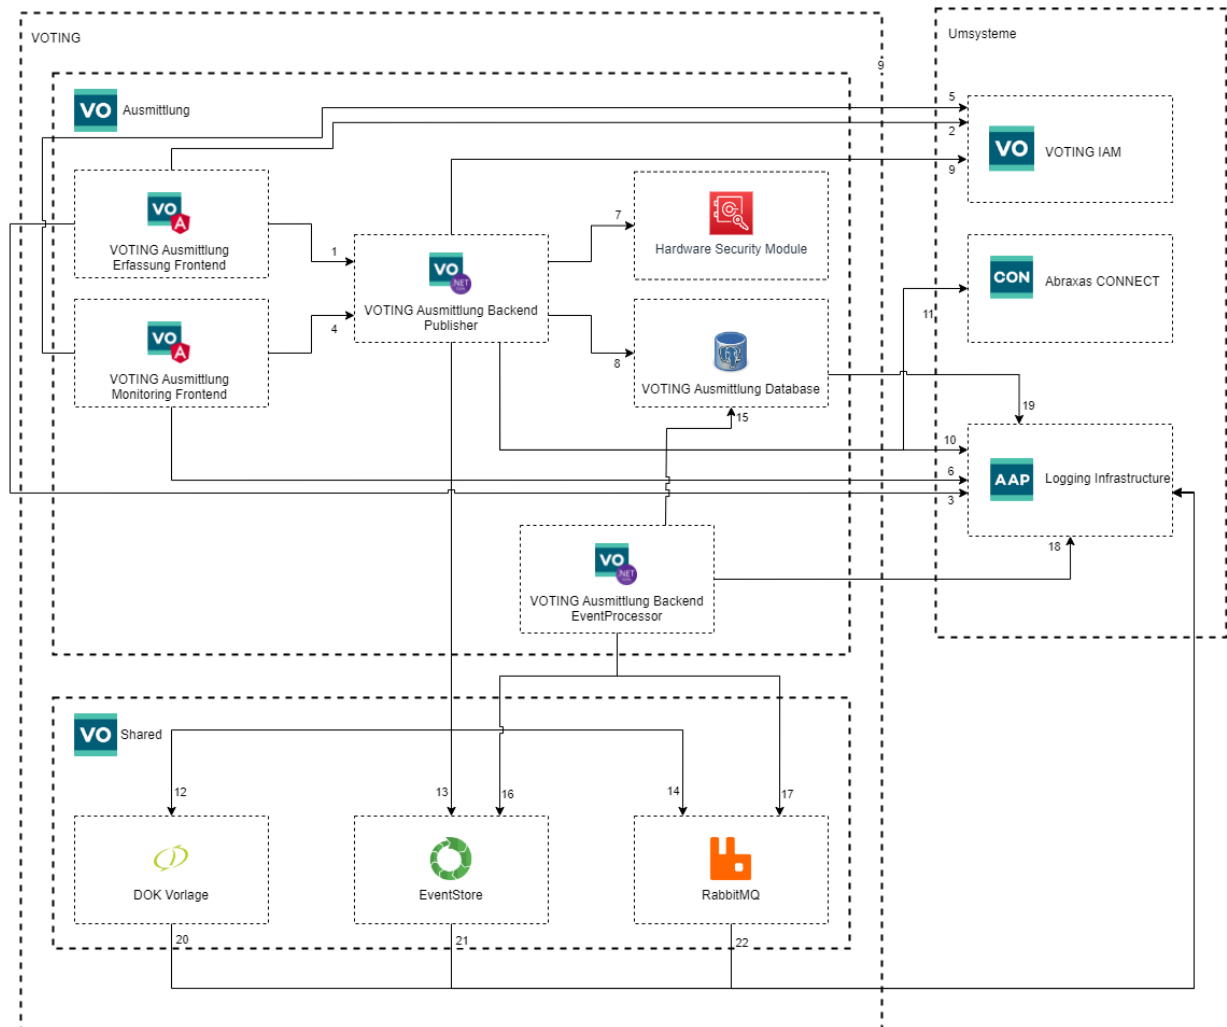 VOTING
Umsysteme
9
VO
Ausmittlung
5
2
9
VO
VOTING IAM
VO
VOTING Ausmittlung
Erfassung Frontend
1
VO
.NET
VOTING Ausmittlung Backend
Publisher
7
Hardware Security Module
CON
Abraxas CONNECT
11
VO
VOTING Ausmittlung
Monitoring Frontend
4
8
VOTING Ausmittlung Database
15
19
10
6
3
AAP
Logging Infrastructure
18
VO
.NET
VOTING Ausmittlung Backend
EventProcessor
VO
Shared
12
13
16
14
17
DOK Vorlage
EventStore
RabbitMQ
20
21
22